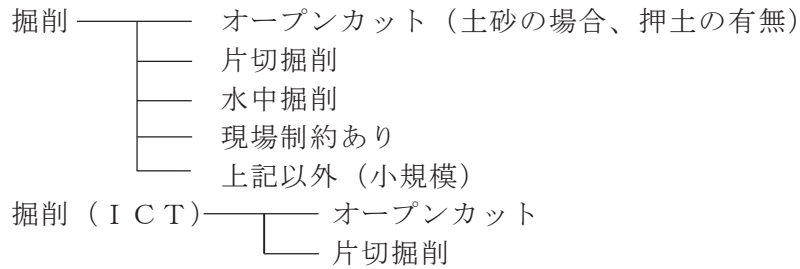 掘削 オープンカット（土砂の場合、押土の有無）
片切掘削
水中掘削
現場制約あり
上記以外（小規模）
掘削（ＩＣＴ） オープンカット
片切掘削